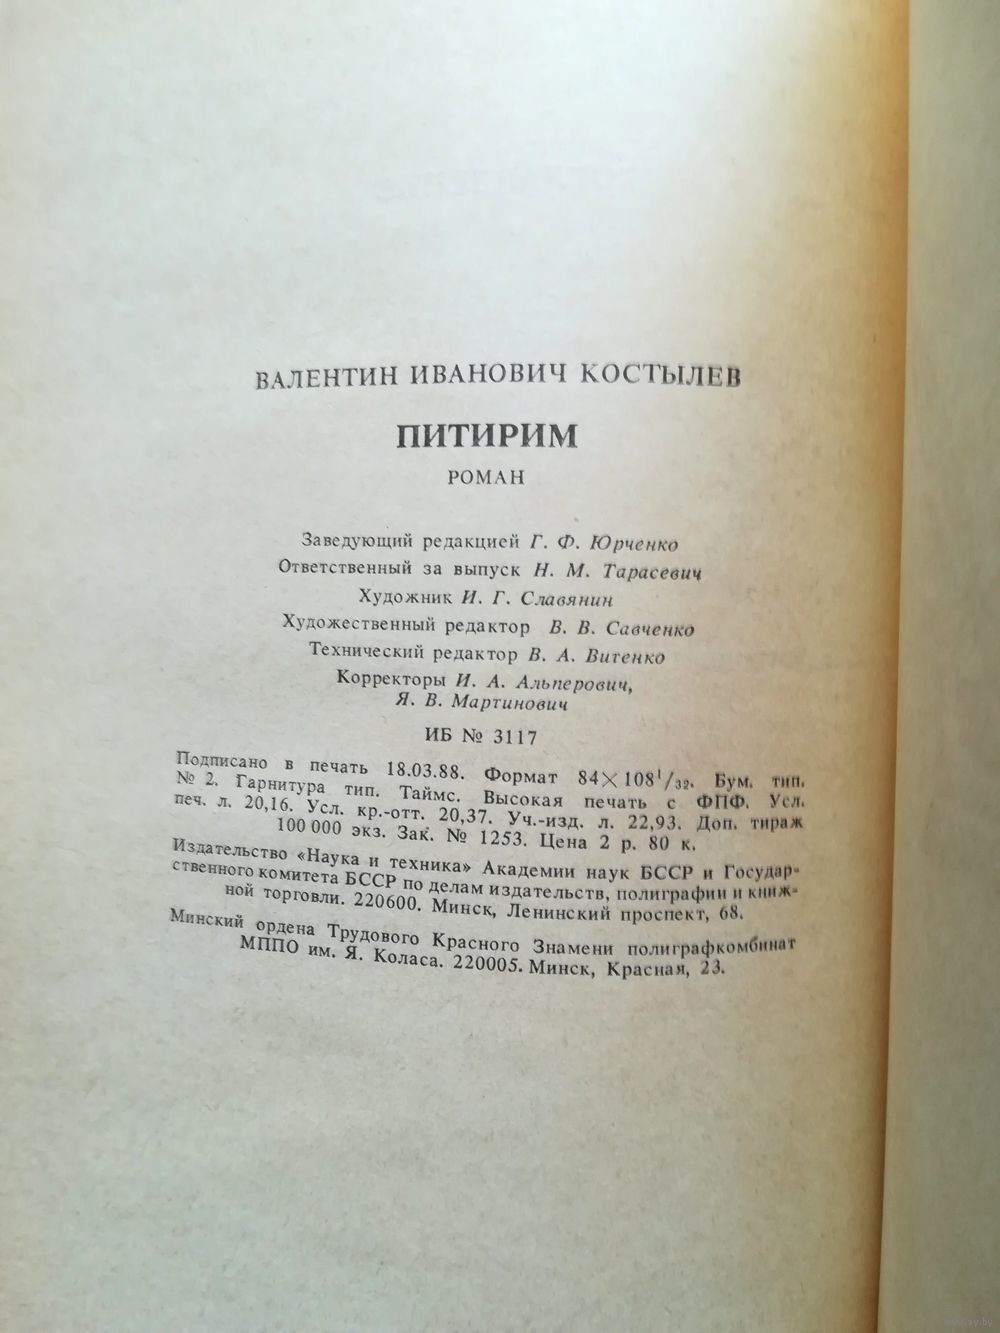 ВАЛЕНТИН ИВАНОВИЧ КОСТЫЛЕВ
ПИТИРИМ
РОМАН
Заведующий редакцией Г. Ф. Юрченко
Ответственный за выпуск Н. М. Тарасевич
Художник И. Г. Славянин
Художественный редактор В. В. Савченко
Технический редактор В. А. Витенко
Корректоры И. А. Альперович,
Я. В. Мартинович
ИБ № 3117
Подписано в печать 18.03.88. Формат 84×108¹/₃₂. Бум. тип.
№ 2. Гарнитура тип. Таймс. Высокая печать с ФПФ. Усл.
печ. л. 20,16. Усл. кр.-отт. 20,37. Уч.-изд. л. 22,93. Доп. тираж
100 000 экз. Зак. № 1253. Цена 2 р. 80 к.
Издательство «Наука и техника» Академии наук БССР и Государ-
ственного комитета БССР по делам издательств, полиграфии и книж-
ной торговли. 220600. Минск, Ленинский проспект, 68.
Минский ордена Трудового Красного Знамени полиграфкомбинат
МППО им. Я. Коласа. 220005. Минск, Красная, 23.